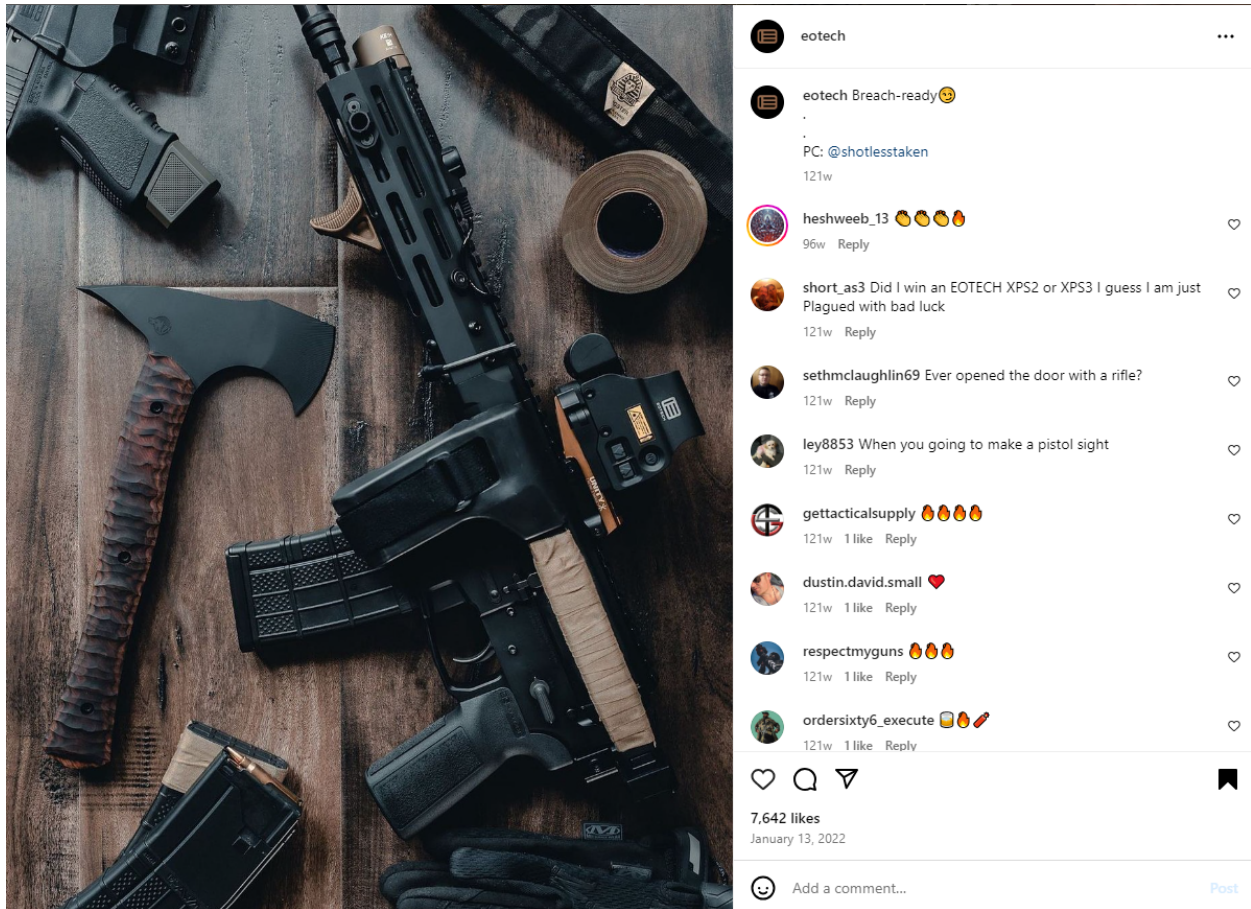 UNITY
EOTECH
eotech
eotech Breach-ready😏
.
.
PC: @shotlesstaken
121w
heshweeb_13 👏👏👏🔥
96w Reply
short_as3 Did I win an EOTECH XPS2 or XPS3 I guess I am just
Plagued with bad luck
121w Reply
sethmclaughlin69 Ever opened the door with a rifle?
121w Reply
ley8853 When you going to make a pistol sight
121w Reply
gettacticalsupply 🔥🔥🔥🔥
121w 1 like Reply
dustin.david.small ❤️
121w 1 like Reply
respectmyguns 🔥🔥🔥
121w 1 like Reply
ordersixty6_execute 🥃🔥🧨
121w 1 like Reply
7,642 likes
January 13, 2022
Add a comment...
Post